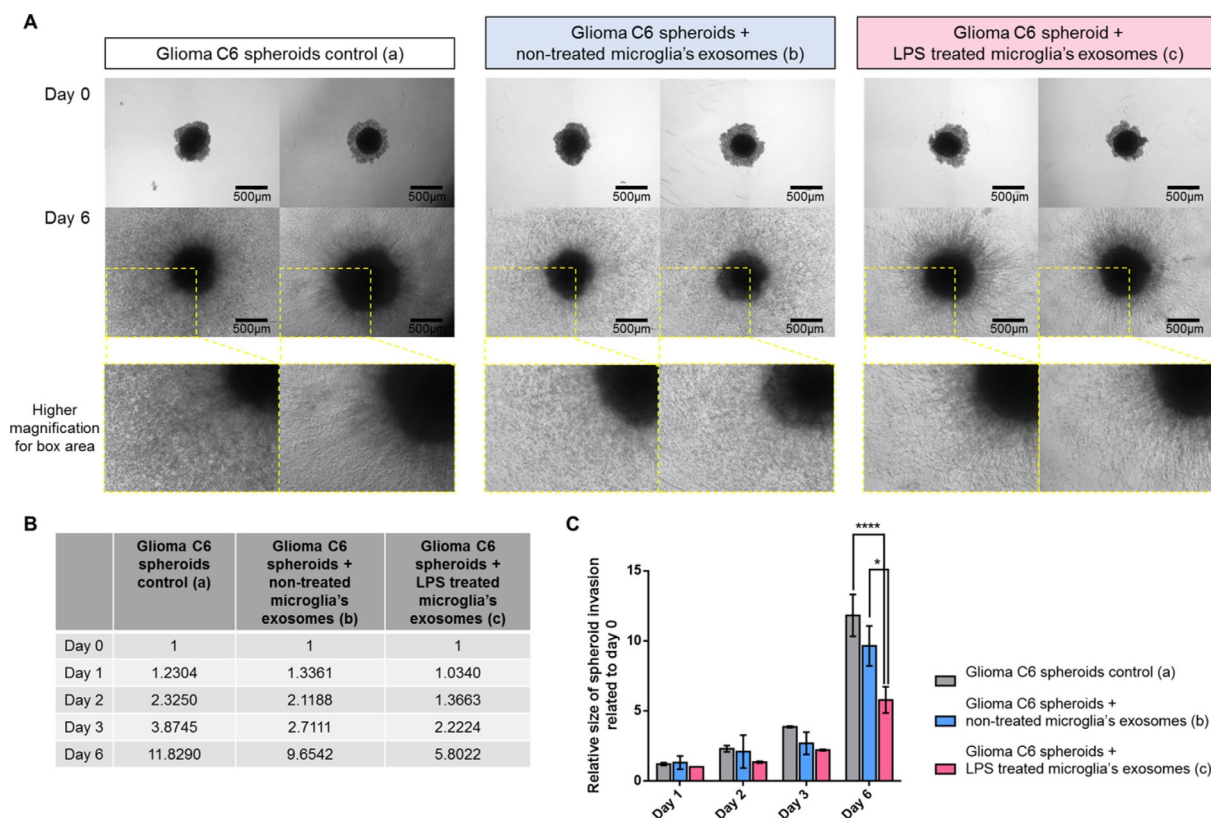 A
Glioma C6 spheroids control (a)
Glioma C6 spheroids +
non-treated microglia's exosomes (b)
Glioma C6 spheroid +
LPS treated microglia's exosomes (c)
Day 0
500μm
500μm
500μm
500μm
500μm
500μm
Day 6
500μm
500μm
500μm
500μm
500μm
500μm
Higher
magnification
for box area
B
Glioma C6
spheroids
control (a)
Glioma C6
spheroids +
non-treated
microglia's
exosomes (b)
Glioma C6
spheroids +
LPS treated
microglia's
exosomes (c)
Day 0 1 1 1
Day 1 1.2304 1.3361 1.0340
Day 2 2.3250 2.1188 1.3663
Day 3 3.8745 2.7111 2.2224
Day 6 11.8290 9.6542 5.8022
C
Relative size of spheroid invasion
related to day 0
15
10
5
0
****
*
Day 1
Day 2
Day 3
Day 6
Glioma C6 spheroids control (a)
Glioma C6 spheroids +
non-treated microglia's exosomes (b)
Glioma C6 spheroids +
LPS treated microglia's exosomes (c)